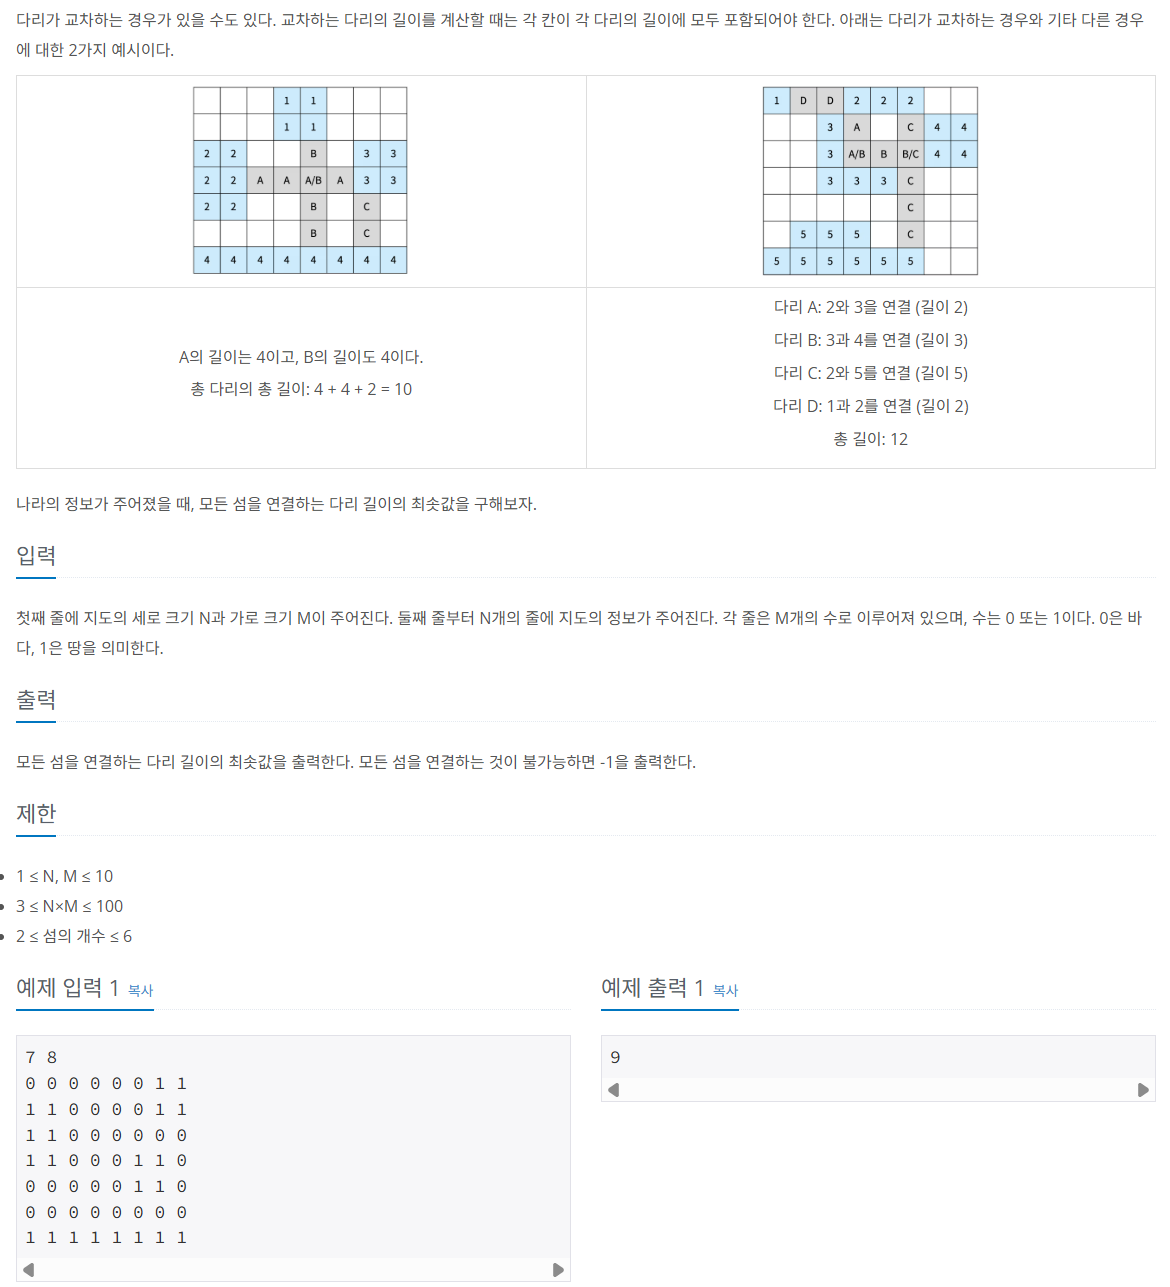 다리가 교차하는 경우가 있을 수도 있다. 교차하는 다리의 길이를 계산할 때는 각 칸이 각 다리의 길이에 모두 포함되어야 한다. 아래는 다리가 교차하는 경우와 기타 다른 경우
에 대한 2가지 예시이다.
1 1
1 1
2 2 B 3 3
2 2 A A A/B A 3 3
2 2 B C
B C
4 4 4 4 4 4 4 4
1 D D 2 2 2
3 A C 4 4
3 A/B B B/C 4 4
3 3 3 C
C
5 5 5 C
5 5 5 5 5 5
A의 길이는 4이고, B의 길이도 4이다.
총 다리의 총 길이: 4 + 4 + 2 = 10
다리 A: 2와 3을 연결 (길이 2)
다리 B: 3과 4를 연결 (길이 3)
다리 C: 2와 5를 연결 (길이 5)
다리 D: 1과 2를 연결 (길이 2)
총 길이: 12
나라의 정보가 주어졌을 때, 모든 섬을 연결하는 다리 길이의 최솟값을 구해보자.
입력
첫째 줄에 지도의 세로 크기 N과 가로 크기 M이 주어진다. 둘째 줄부터 N개의 줄에 지도의 정보가 주어진다. 각 줄은 M개의 수로 이루어져 있으며, 수는 0 또는 1이다. 0은 바
다, 1은 땅을 의미한다.
출력
모든 섬을 연결하는 다리 길이의 최솟값을 출력한다. 모든 섬을 연결하는 것이 불가능하면 -1을 출력한다.
제한
• 1 ≤ N, M ≤ 10
• 3 ≤ N×M ≤ 100
• 2 ≤ 섬의 개수 ≤ 6
예제 입력 1 복사
7 8
0 0 0 0 0 0 1 1
1 1 0 0 0 0 1 1
1 1 0 0 0 0 0 0
1 1 0 0 0 1 1 0
0 0 0 0 0 1 1 0
0 0 0 0 0 0 0 0
1 1 1 1 1 1 1 1
예제 출력 1 복사
9